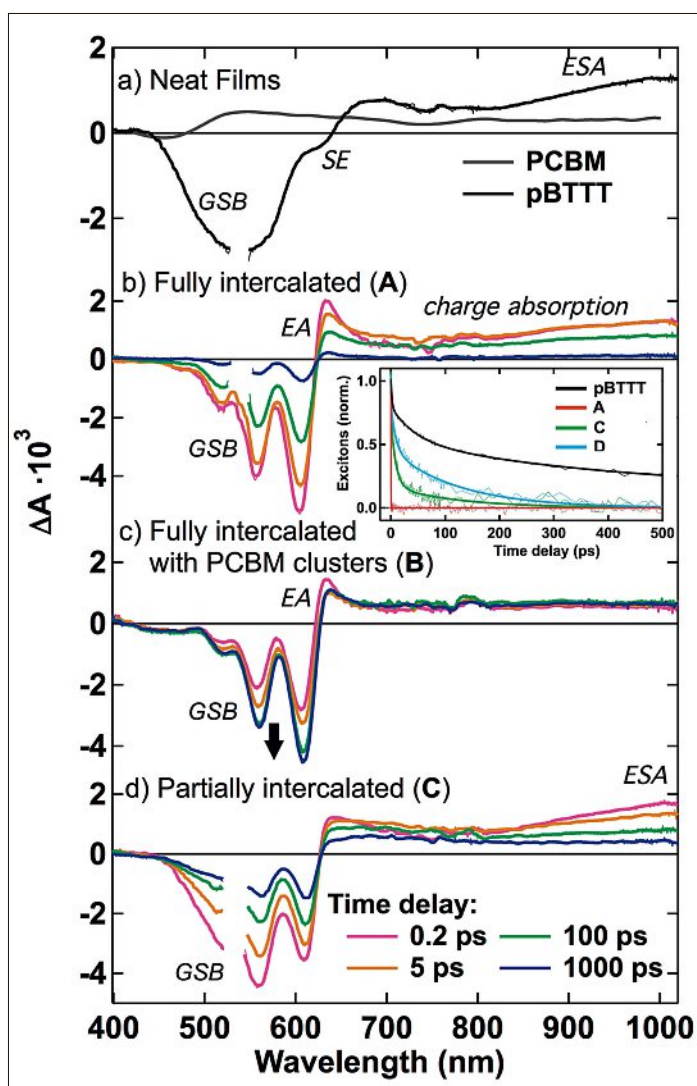 2
a) Neat Films
ESA
0
SE
PCBM
pBTTT
-2
GSB
b) Fully intercalated (A)
2
EA
charge absorption
0
1.0
pBTTT
A
C
D
Excitons (norm.)
0.5
0.0
0 100 200 300 400 500
Time delay (ps)
-2
GSB
-4
ΔA ·10³
c) Fully intercalated
with PCBM clusters (B)
2
EA
0
-2
GSB
-4
d) Partially intercalated (C)
ESA
2
0
Time delay:
-2
0.2 ps 100 ps
5 ps 1000 ps
GSB
-4
400 500 600 700 800 900 1000
Wavelength (nm)